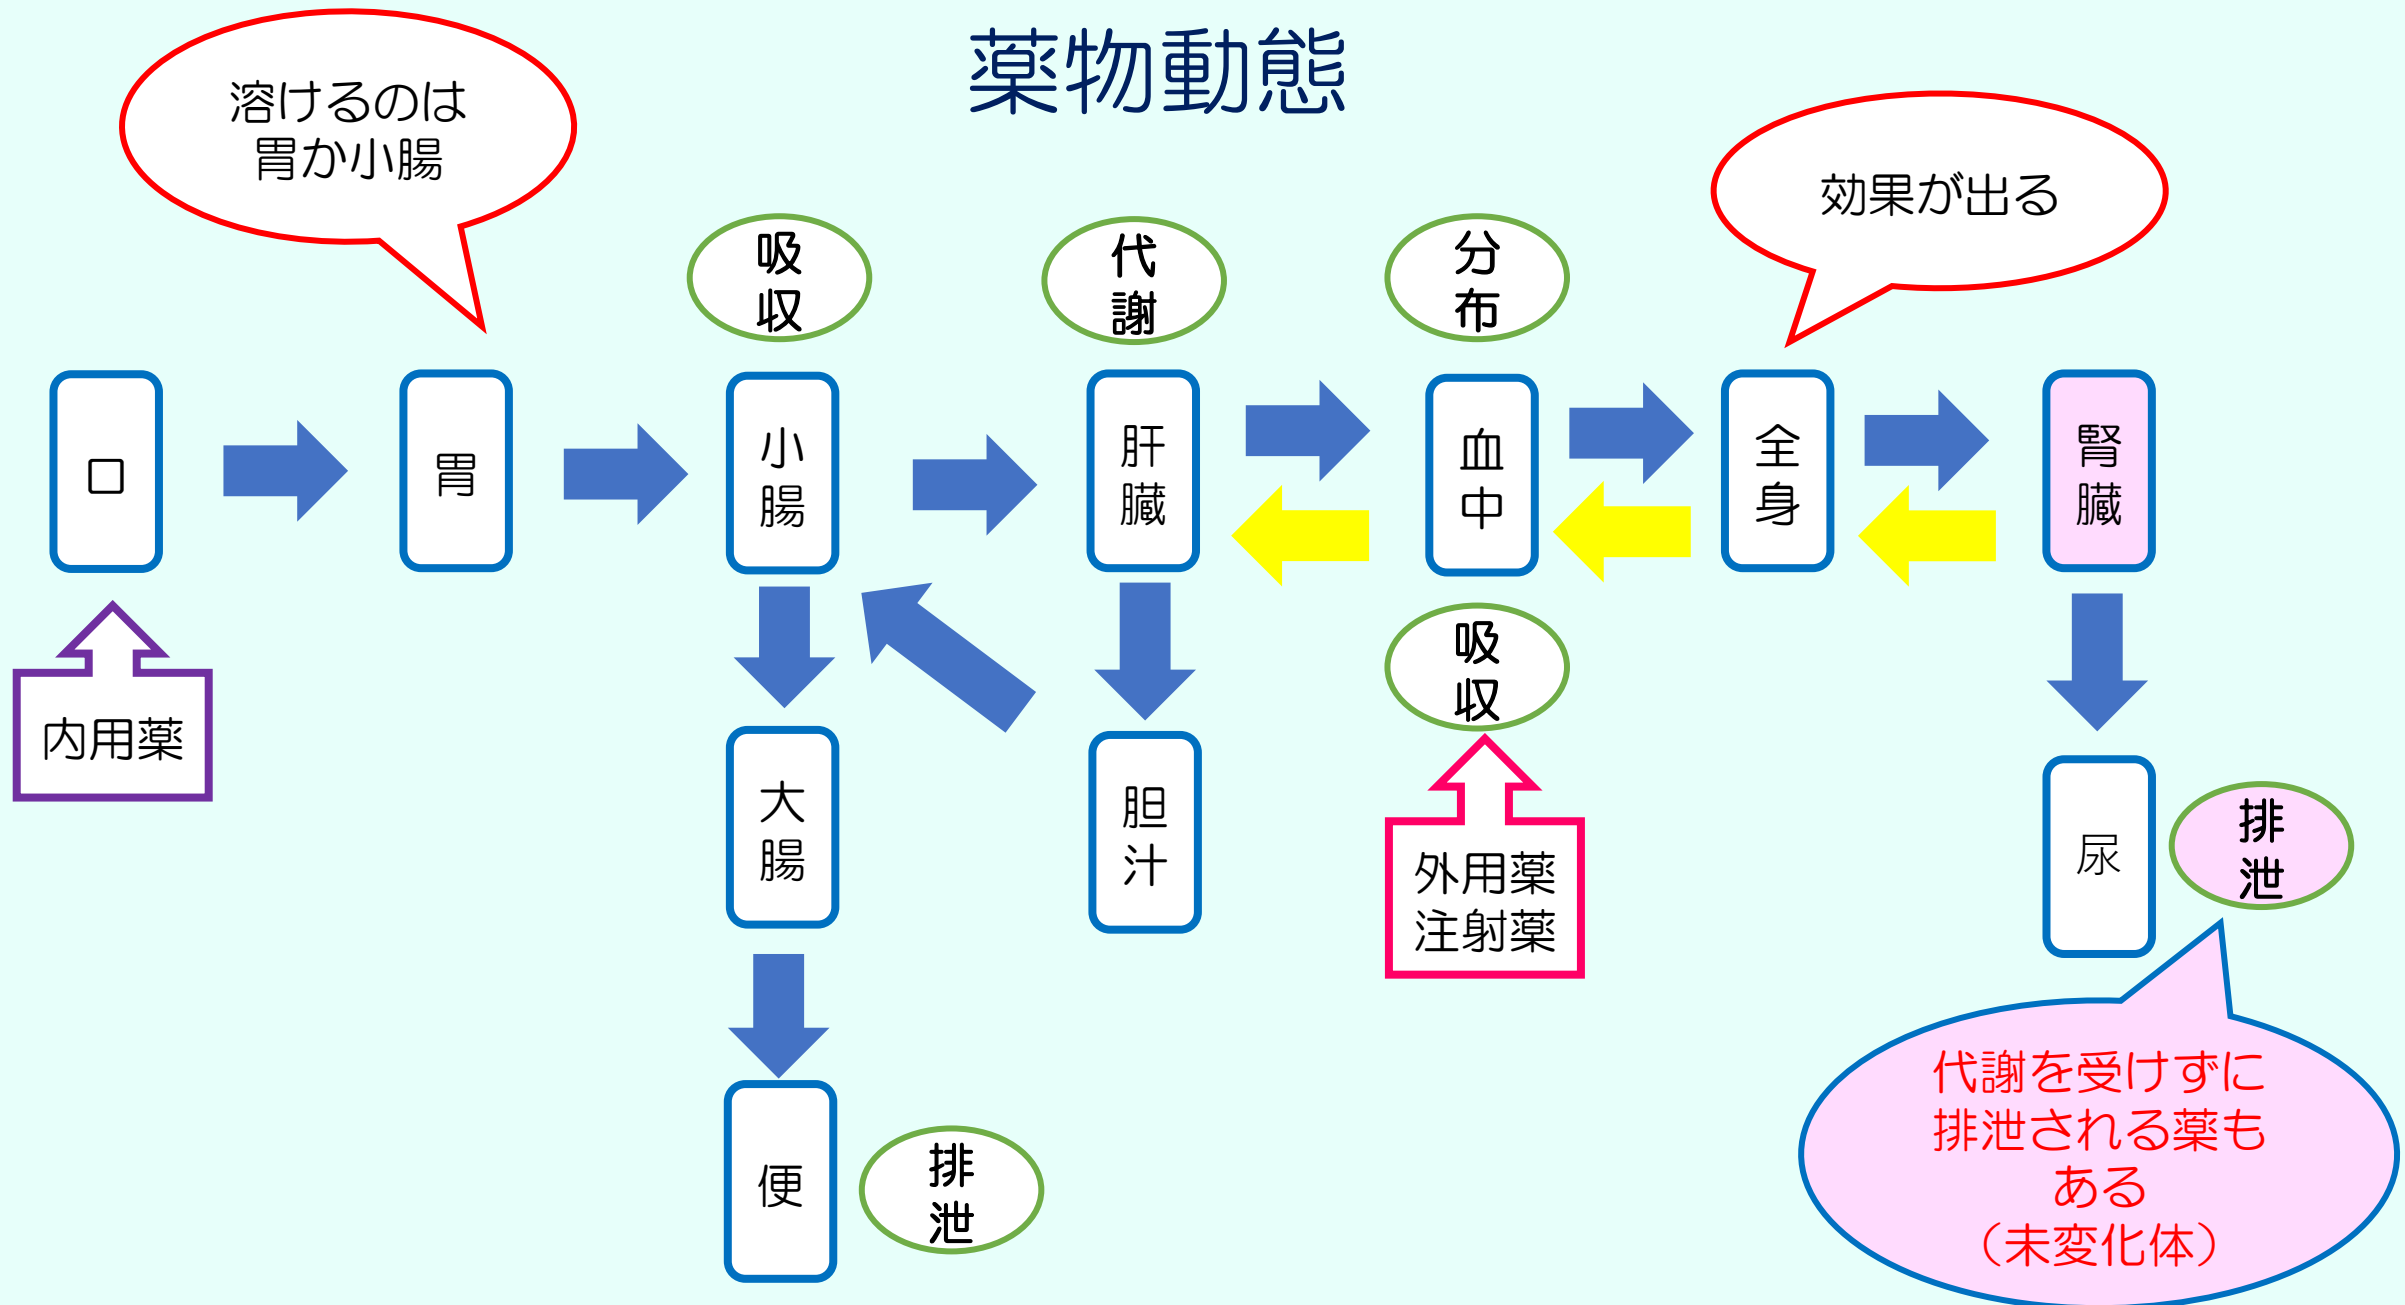 薬物動態
溶けるのは
胃か小腸
効果が出る
吸
収
代
謝
分
布
口
胃
小
腸
肝
臓
血
中
全
身
腎
臓
内用薬
吸
収
大
腸
胆
汁
外用薬
注射薬
尿
排
泄
便
排
泄
代謝を受けずに
排泄される薬も
ある
（未変化体）